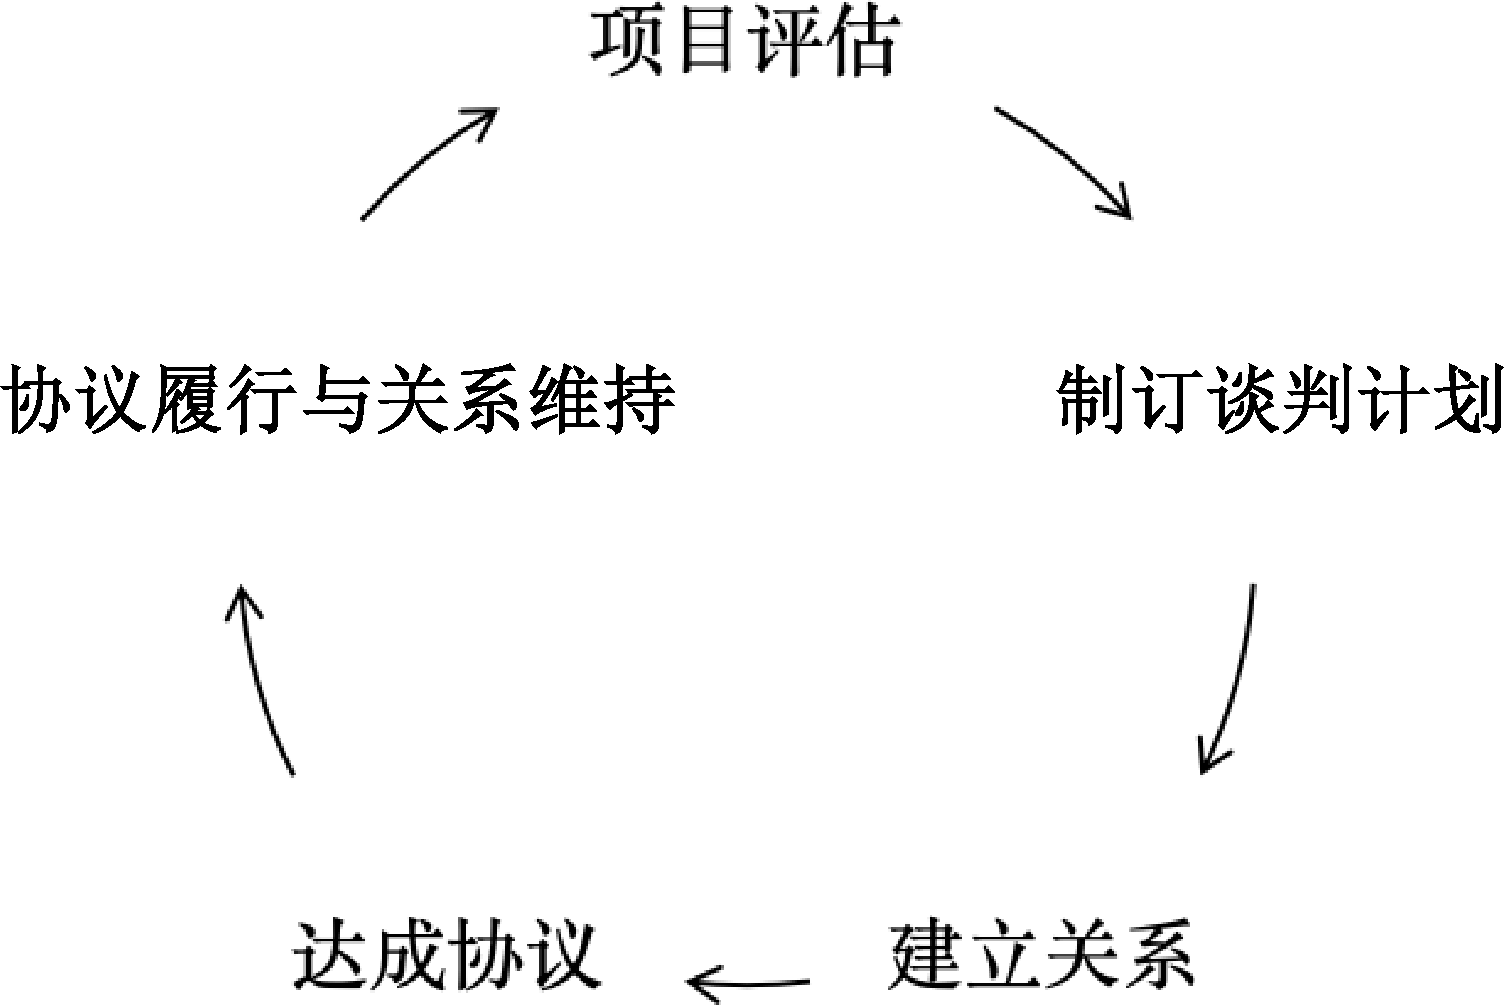 项目评估
协议履行与关系维持
制订谈判计划
达成协议
建立关系